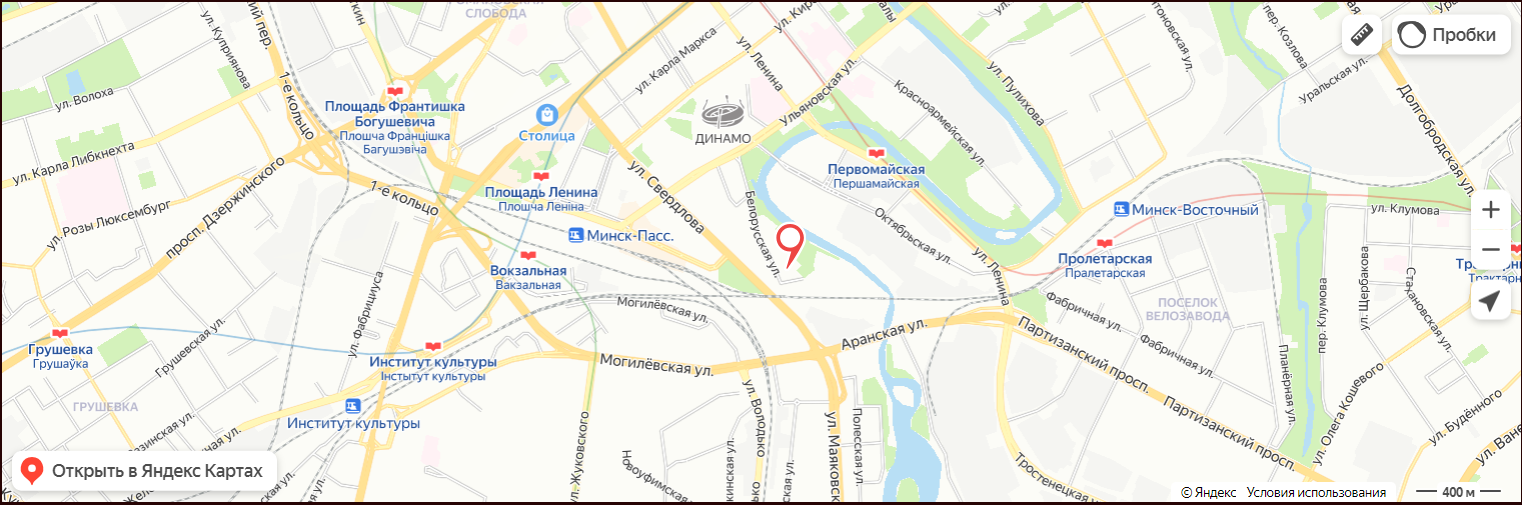 РОМАНОВСКАЯ
СЛОБОДА
ул. Куприянова
ул. Волоха
1-е кольцо
ул. Карла Либкнехта
ул. Розы Люксембург
просп. Дзержинского
1-е кольцо
Площадь Франтишка
Богушевича
Плошча Францішка
Багушэвіча
Столица
ул. Карла Маркса
ул. Ленина
Ульяновская ул.
ДИНАМО
Площадь Ленина
Плошча Леніна
ул. Свердлова
Минск-Пасс.
Вокзальная
Вакзальная
Белорусская ул.
Первомайская
Першамайская
Красноармейская ул.
ул. Пулихова
Октябрьская ул.
ул. Ленина
Минск-Восточный
Пролетарская
Пралетарская
пер. Козлова
Уральская ул.
Долгобродская ул.
Пробки
ул. Клумова
пер. Клумова
ул. Щербакова
Стахановская ул.
ПОСЕЛОК
ВЕЛОЗАВОДА
Фабричная ул.
Фабричная ул.
Планёрная ул.
Партизанский просп.
Партизанский просп.
ул. Олега Кошевого
ул. Будённого
Аранская ул.
Могилёвская ул.
Могилёвская ул.
ул. Фабрициуса
Грушевская ул.
Грушевка
Грушаўка
ГРУШЕВКА
Институт культуры
Інстытут культуры
Институт культуры
ул. Жуковского
Новоуфимская ул.
ул. Володько
Полесская ул.
Открыть в Яндекс Картах
© Яндекс Условия использования
400 м